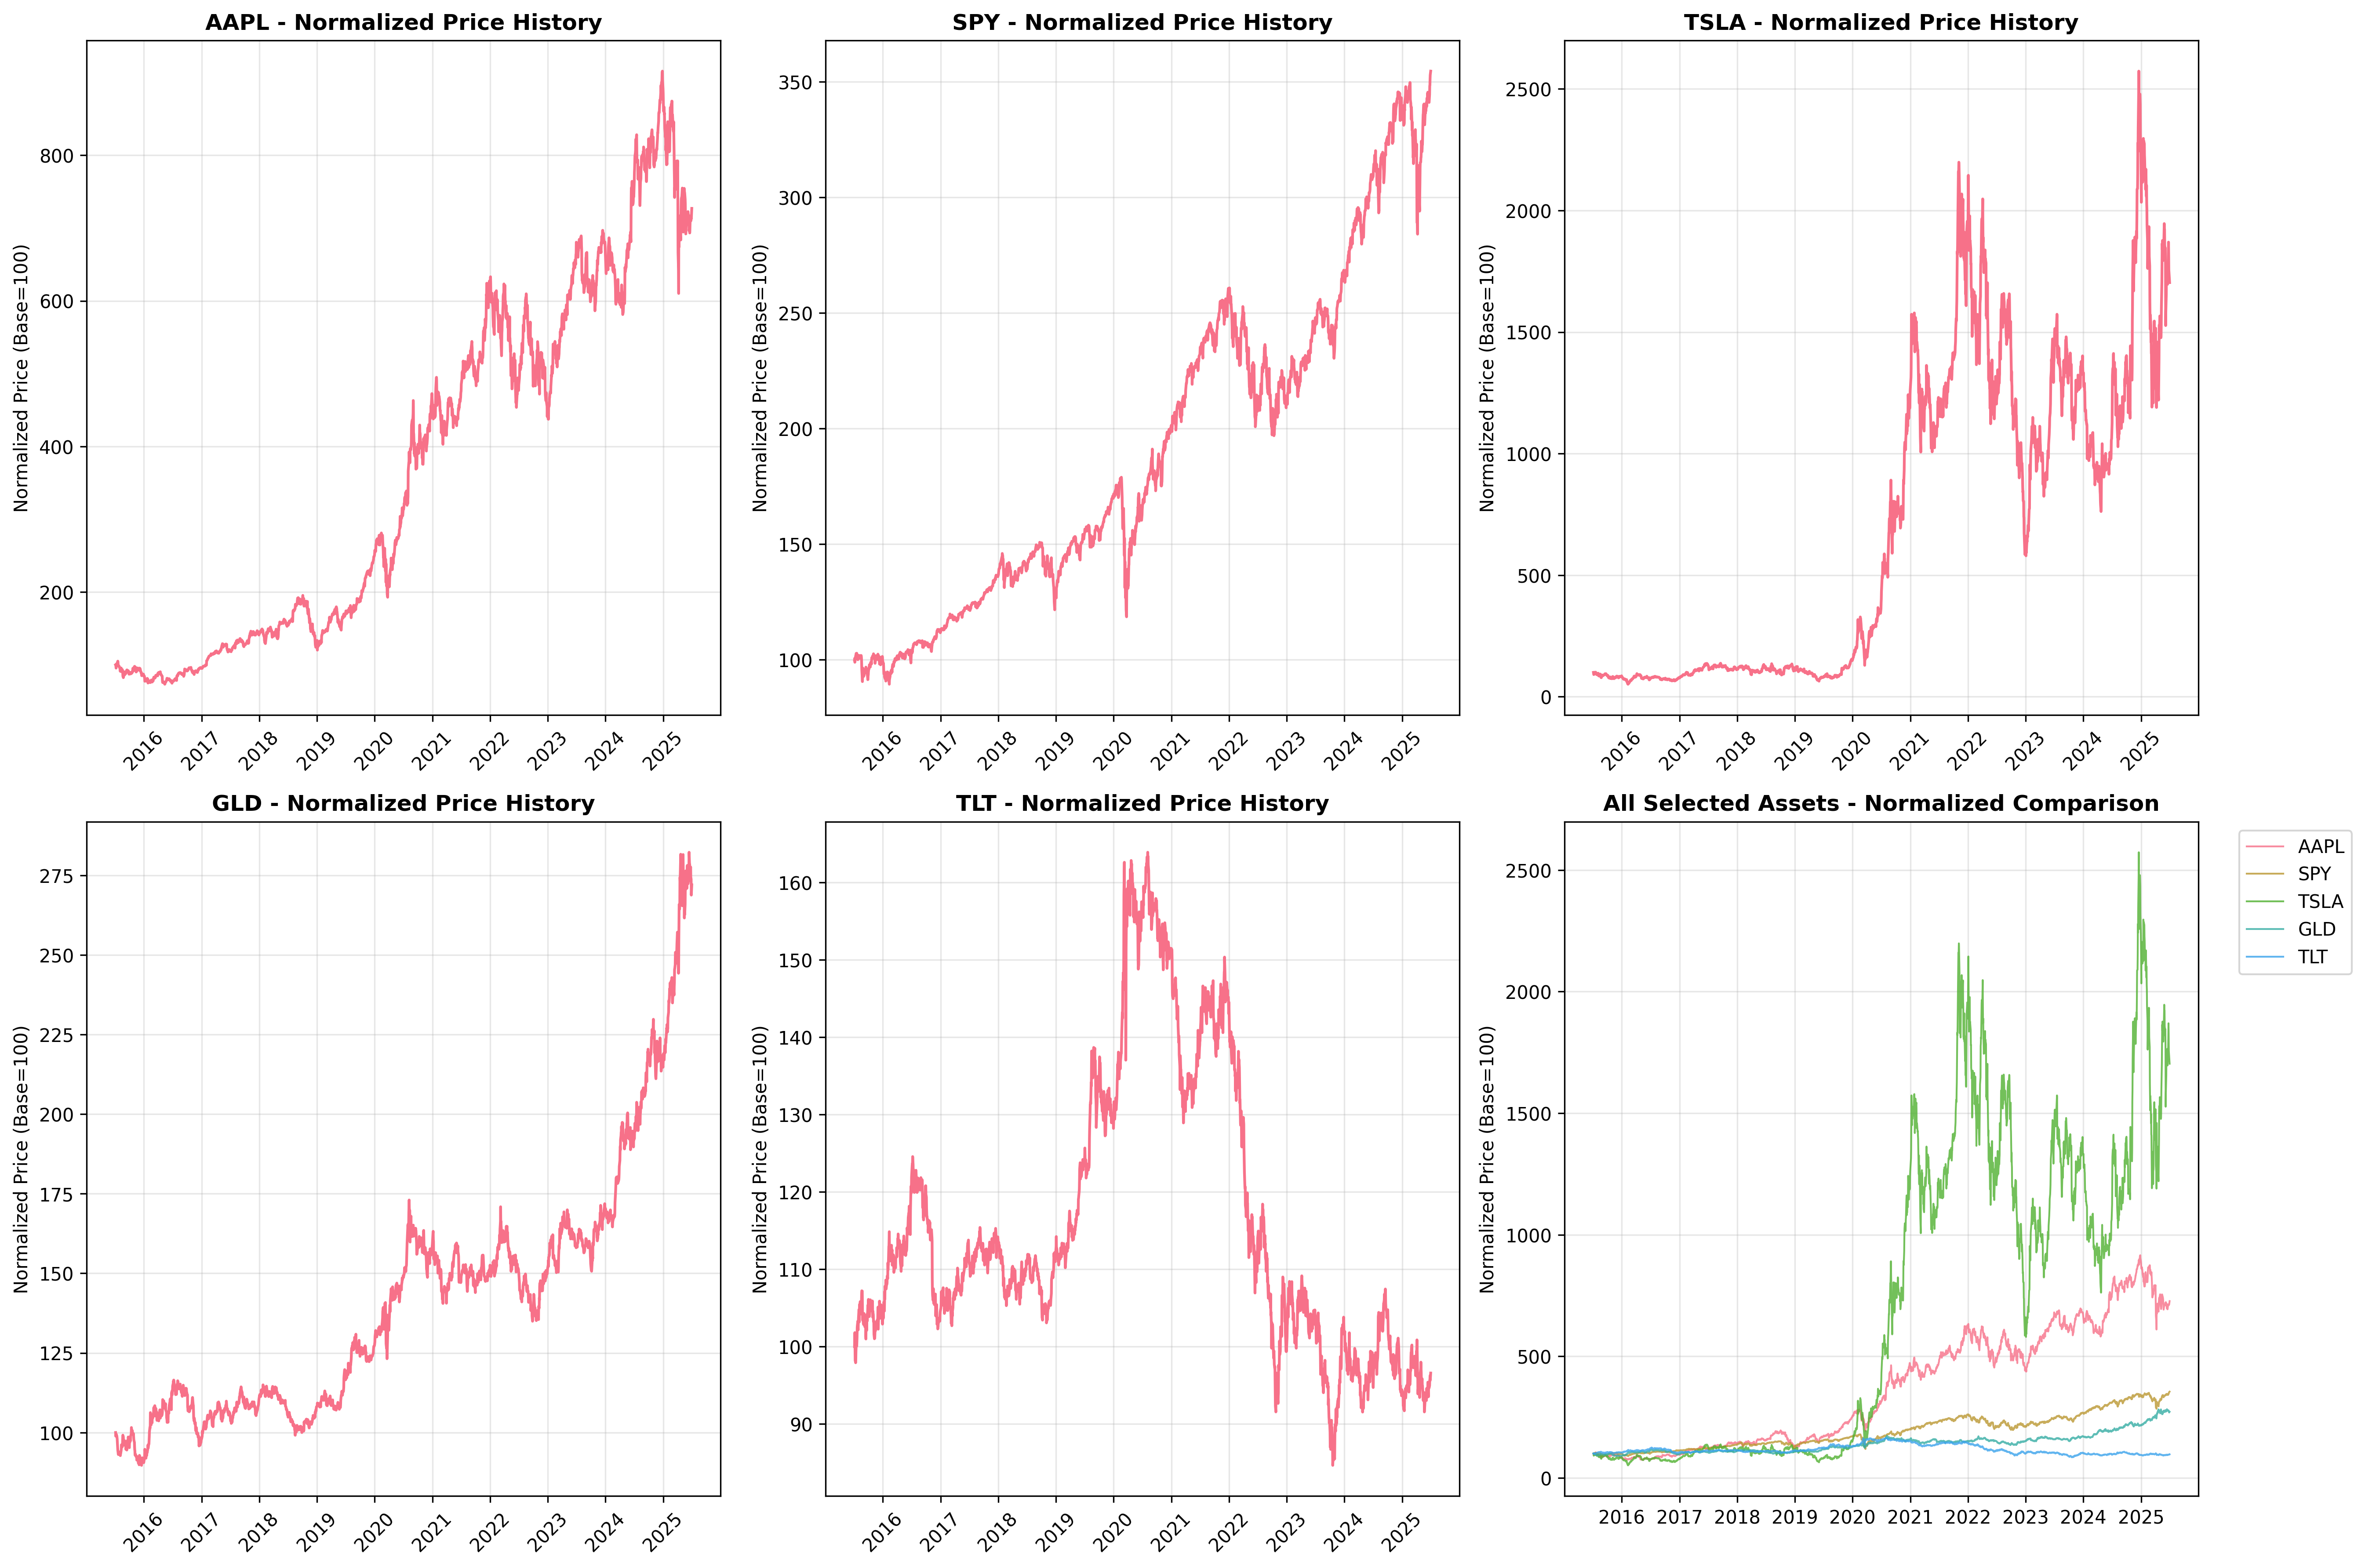 AAPL - Normalized Price History
Normalized Price (Base=100)
800
600
400
200
2016 2017 2018 2019 2020 2021 2022 2023 2024 2025
SPY - Normalized Price History
Normalized Price (Base=100)
350
300
250
200
150
100
2016 2017 2018 2019 2020 2021 2022 2023 2024 2025
TSLA - Normalized Price History
Normalized Price (Base=100)
2500
2000
1500
1000
500
0
2016 2017 2018 2019 2020 2021 2022 2023 2024 2025
GLD - Normalized Price History
Normalized Price (Base=100)
275
250
225
200
175
150
125
100
2016 2017 2018 2019 2020 2021 2022 2023 2024 2025
TLT - Normalized Price History
Normalized Price (Base=100)
160
150
140
130
120
110
100
90
2016 2017 2018 2019 2020 2021 2022 2023 2024 2025
All Selected Assets - Normalized Comparison
Normalized Price (Base=100)
2500
2000
1500
1000
500
0
2016 2017 2018 2019 2020 2021 2022 2023 2024 2025
AAPL
SPY
TSLA
GLD
TLT